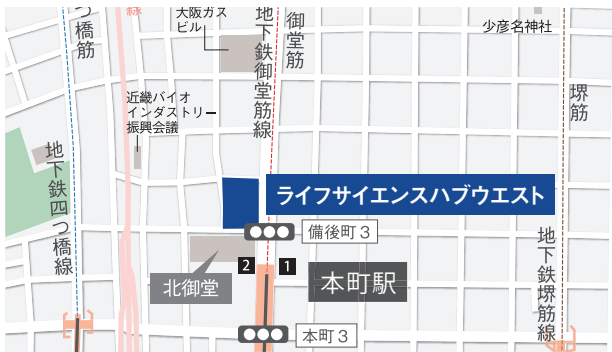 つ橋筋
線
大阪ガス
ビル
地下鉄御堂筋線
御堂筋
少彦名神社
近畿バイオ
インダストリー
振興会議
堺筋
地下鉄四つ橋線
ライフサイエンスハブウエスト
備後町3
地下鉄堺筋線
2
1
本町駅
北御堂
本町3